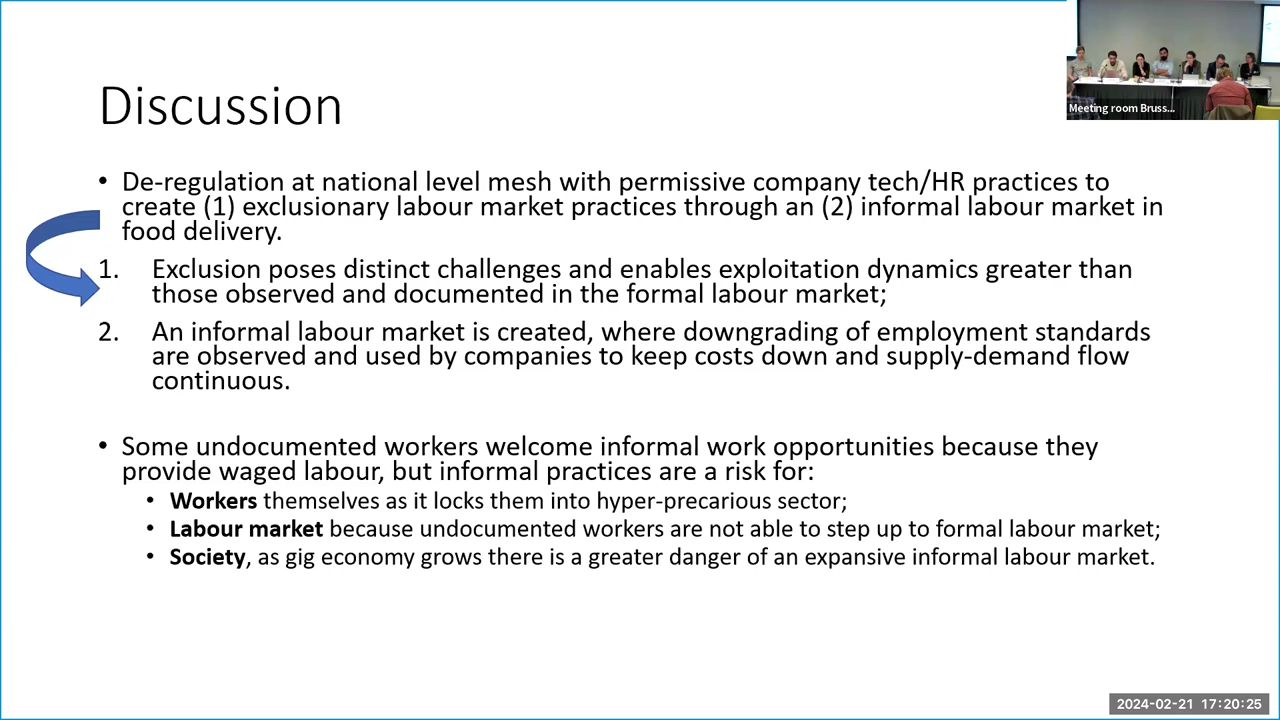 Discussion
• De-regulation at national level mesh with permissive company tech/HR practices to
create (1) exclusionary labour market practices through an (2) informal labour market in
food delivery.
1. Exclusion poses distinct challenges and enables exploitation dynamics greater than
those observed and documented in the formal labour market;
2. An informal labour market is created, where downgrading of employment standards
are observed and used by companies to keep costs down and supply-demand flow
continuous.
• Some undocumented workers welcome informal work opportunities because they
provide waged labour, but informal practices are a risk for:
• Workers themselves as it locks them into hyper-precarious sector;
• Labour market because undocumented workers are not able to step up to formal labour market;
• Society, as gig economy grows there is a greater danger of an expansive informal labour market.
Meeting room Bruss...
2024-02-21 17:20:25